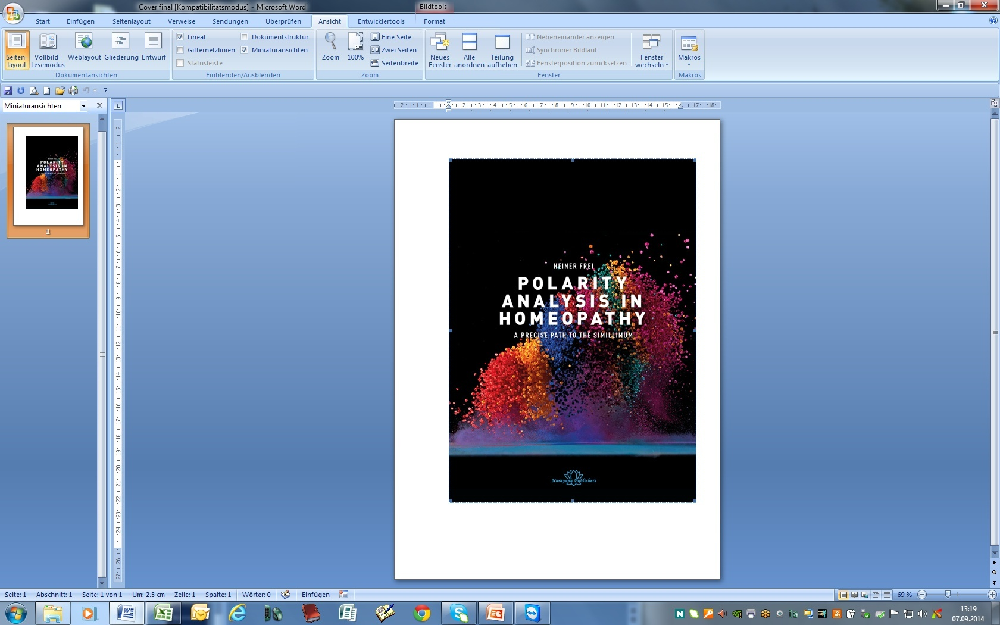 Cover final [Kompatibilitätsmodus] - Microsoft Word
Bildtools
Start Einfügen Seitenlayout Verweise Sendungen Überprüfen Ansicht Entwicklertools Format
Seiten-layout
Vollbild-Lesemodus
Weblayout
Gliederung
Entwurf
Dokumentansichten
Lineal
Gitternetzlinien
Statusleiste
Dokumentstruktur
Miniaturansichten
Einblenden/Ausblenden
Zoom
100%
Eine Seite
Zwei Seiten
Seitenbreite
Zoom
Neues Fenster
Alle anordnen
Teilung aufheben
Nebeneinander anzeigen
Synchroner Bildlauf
Fensterposition zurücksetzen
Fenster wechseln
Fenster
Makros
Makros
Miniaturansichten
POLARITY
ANALYSIS IN
HOMEOPATHY
1
HEINER FREI
POLARITY
ANALYSIS IN
HOMEOPATHY
A PRECISE PATH TO THE SIMILLIMUM
Narayana Publishers
Seite: 1 Abschnitt: 1 Seite: 1 von 1 Um: 2.5 cm Zeile: 1 Spalte: 1 Wörter: 0 Einfügen 69 %
13:19
07.09.2014